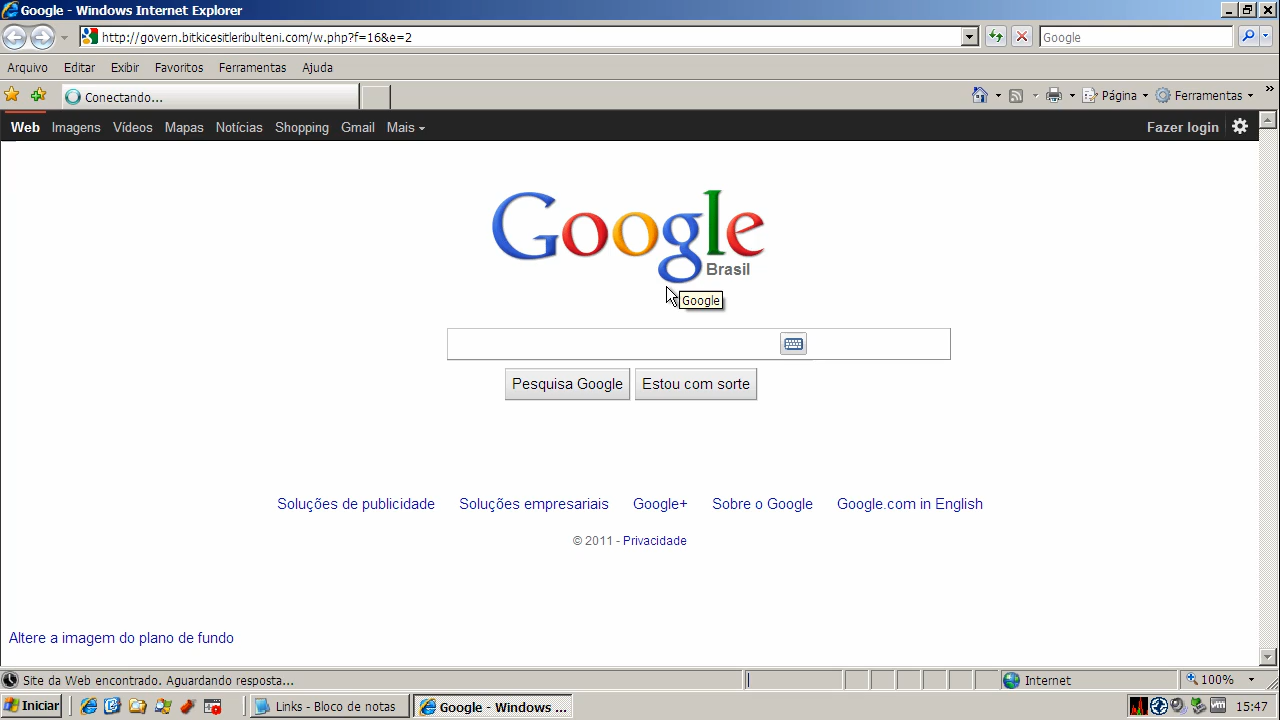 Google - Windows Internet Explorer
http://govern.bitkicesitleribulteni.com/w.php?f=16&e=2
Google
Arquivo Editar Exibir Favoritos Ferramentas Ajuda
Conectando...
Página Ferramentas »
Web Imagens Vídeos Mapas Notícias Shopping Gmail Mais
Fazer login
Google
Brasil
Google
Pesquisa Google Estou com sorte
Soluções de publicidade Soluções empresariais Google+ Sobre o Google Google.com in English
© 2011 - Privacidade
Altere a imagem do plano de fundo
Site da Web encontrado. Aguardando resposta...
Internet
100%
Iniciar
Links - Bloco de notas
Google - Windows ...
15:47